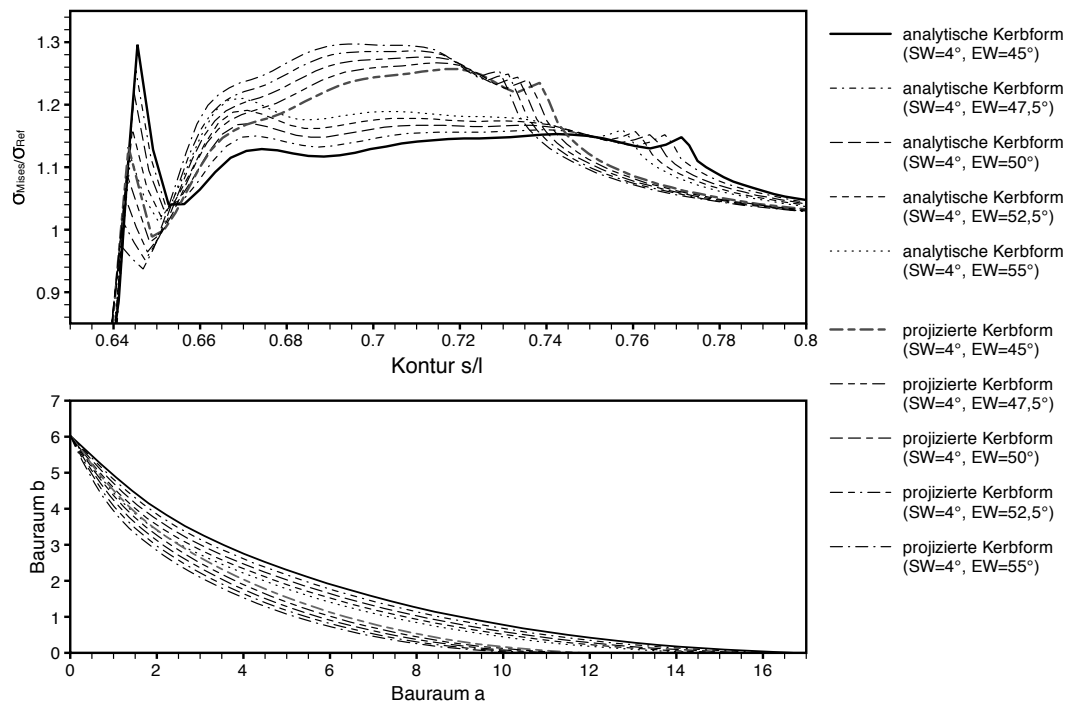 1.3
1.2
1.1
1
0.9
σMises/σRef
0.64
0.66
0.68
0.7
0.72
0.74
0.76
0.78
0.8
Kontur s/l
7
6
5
4
3
2
1
0
Bauraum b
0
2
4
6
8
10
12
14
16
Bauraum a
analytische Kerbform
(SW=4°, EW=45°)
analytische Kerbform
(SW=4°, EW=47,5°)
analytische Kerbform
(SW=4°, EW=50°)
analytische Kerbform
(SW=4°, EW=52,5°)
analytische Kerbform
(SW=4°, EW=55°)
projizierte Kerbform
(SW=4°, EW=45°)
projizierte Kerbform
(SW=4°, EW=47,5°)
projizierte Kerbform
(SW=4°, EW=50°)
projizierte Kerbform
(SW=4°, EW=52,5°)
projizierte Kerbform
(SW=4°, EW=55°)